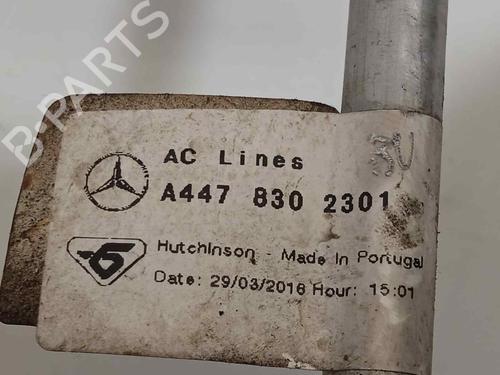 B-PARTS
AC Lines
A447 830 2301
Hutchinson - Made In Portugal
Date: 29/03/2016 Hour: 15:01